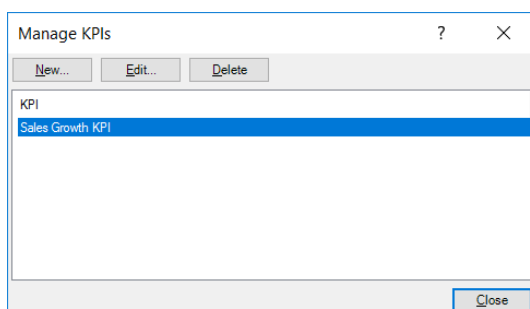 Manage KPIs ?
New... Edit... Delete
KPI
Sales Growth KPI
Close